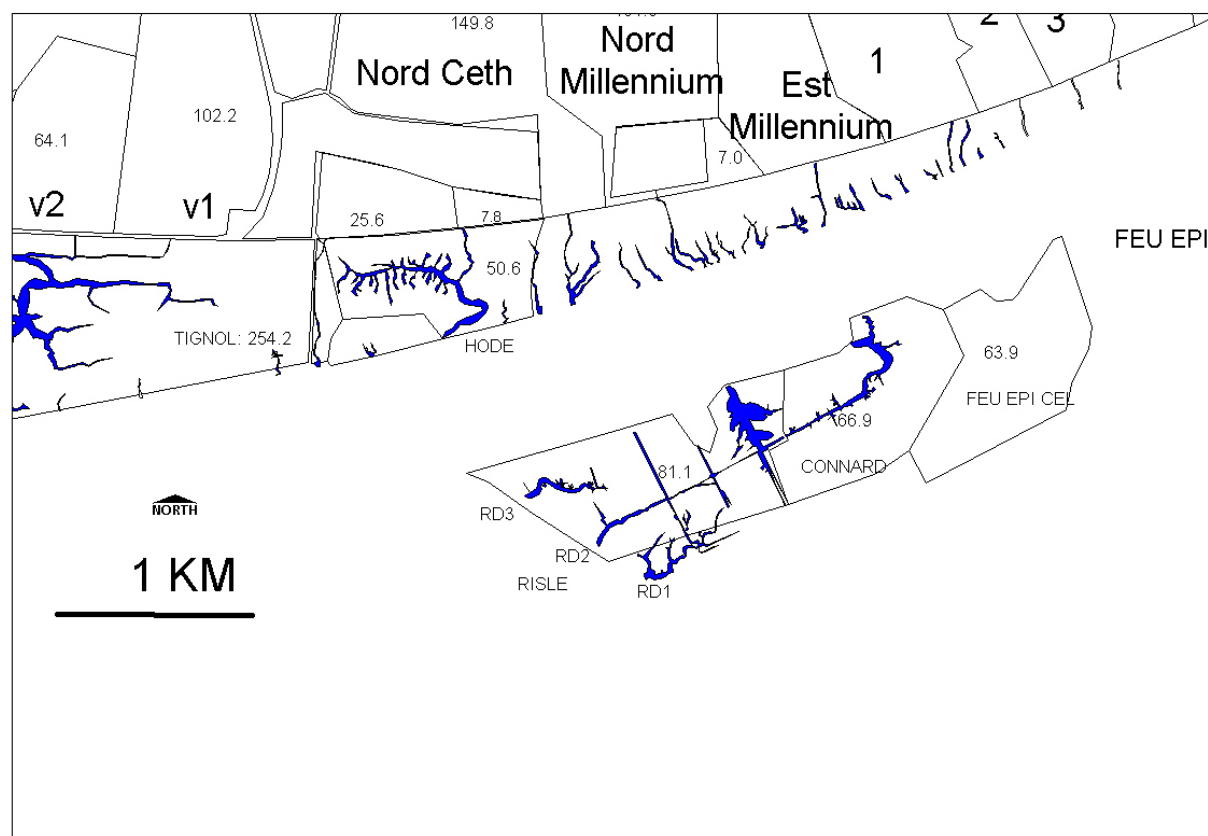 149.8
2
3
Nord
Millennium
Nord Ceth
1
Est
Millennium
102.2
64.1
7.0
v2
v1
25.6
7.8
FEU EPI
50.6
TIGNOL: 254.2
HODE
63.9
FEU EPI CEL
66.9
CONNARD
81.1
RD3
NORTH
RD2
RISLE
RD1
1 KM